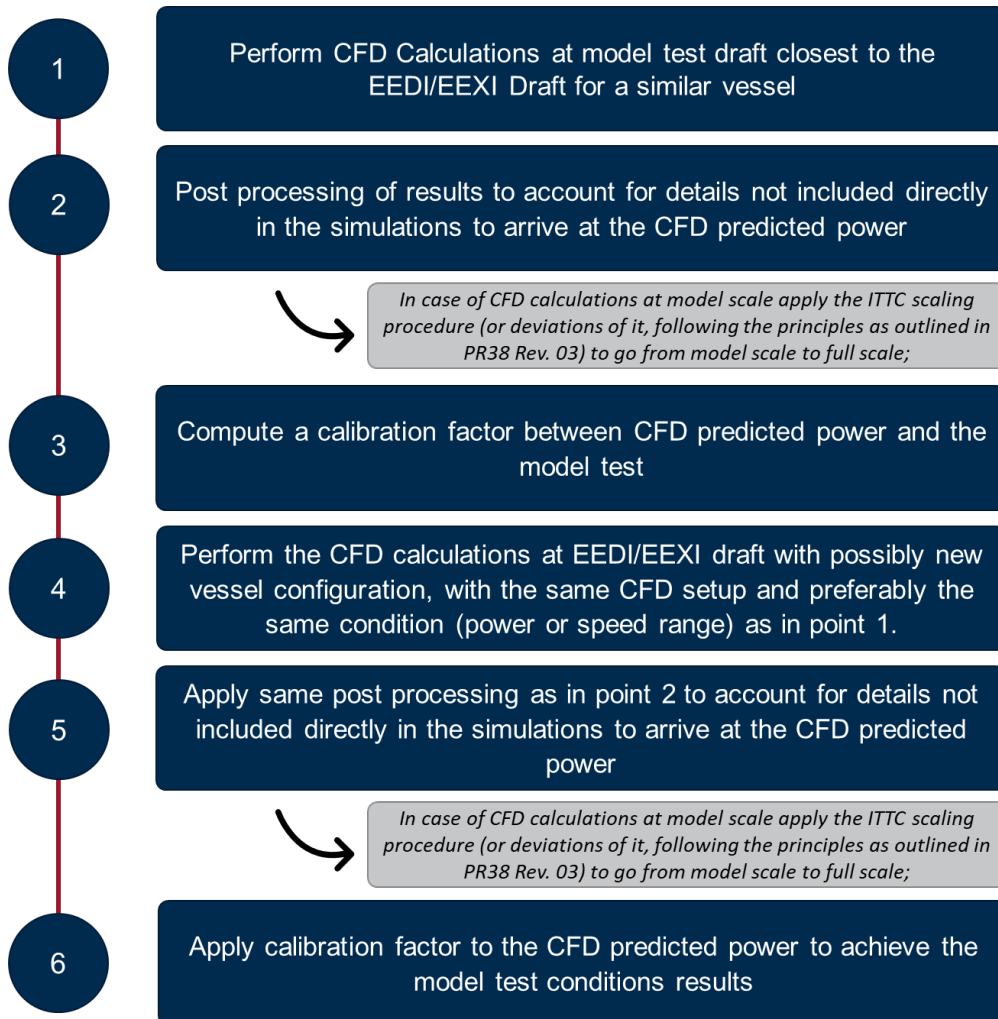 1
Perform CFD Calculations at model test draft closest to the
EEDI/EEXI Draft for a similar vessel
2
Post processing of results to account for details not included directly
in the simulations to arrive at the CFD predicted power
In case of CFD calculations at model scale apply the ITTC scaling
procedure (or deviations of it, following the principles as outlined in
PR38 Rev. 03) to go from model scale to full scale;
3
Compute a calibration factor between CFD predicted power and the
model test
4
Perform the CFD calculations at EEDI/EEXI draft with possibly new
vessel configuration, with the same CFD setup and preferably the
same condition (power or speed range) as in point 1.
5
Apply same post processing as in point 2 to account for details not
included directly in the simulations to arrive at the CFD predicted
power
In case of CFD calculations at model scale apply the ITTC scaling
procedure (or deviations of it, following the principles as outlined in
PR38 Rev. 03) to go from model scale to full scale;
6
Apply calibration factor to the CFD predicted power to achieve the
model test conditions results